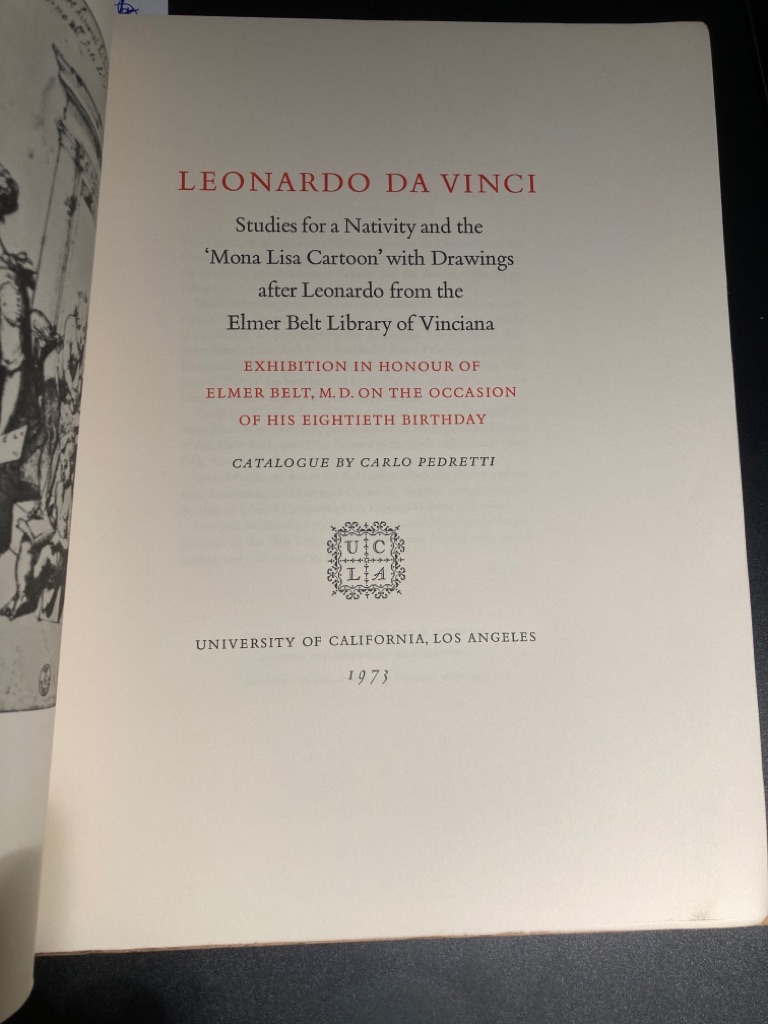 LEONARDO DA VINCI
Studies for a Nativity and the
‘Mona Lisa Cartoon’ with Drawings
after Leonardo from the
Elmer Belt Library of Vinciana
EXHIBITION IN HONOUR OF
ELMER BELT, M.D. ON THE OCCASION
OF HIS EIGHTIETH BIRTHDAY
CATALOGUE BY CARLO PEDRETTI
UC
LA
UNIVERSITY OF CALIFORNIA, LOS ANGELES
1973